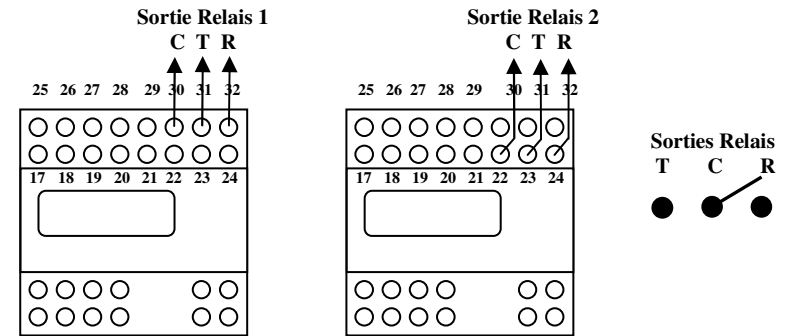 Sortie Relais 1
C T R
25 26 27 28 29 30 31 32
17 18 19 20 21 22 23 24
Sortie Relais 2
C T R
25 26 27 28 29 30 31 32
17 18 19 20 21 22 23 24
Sorties Relais
T C R